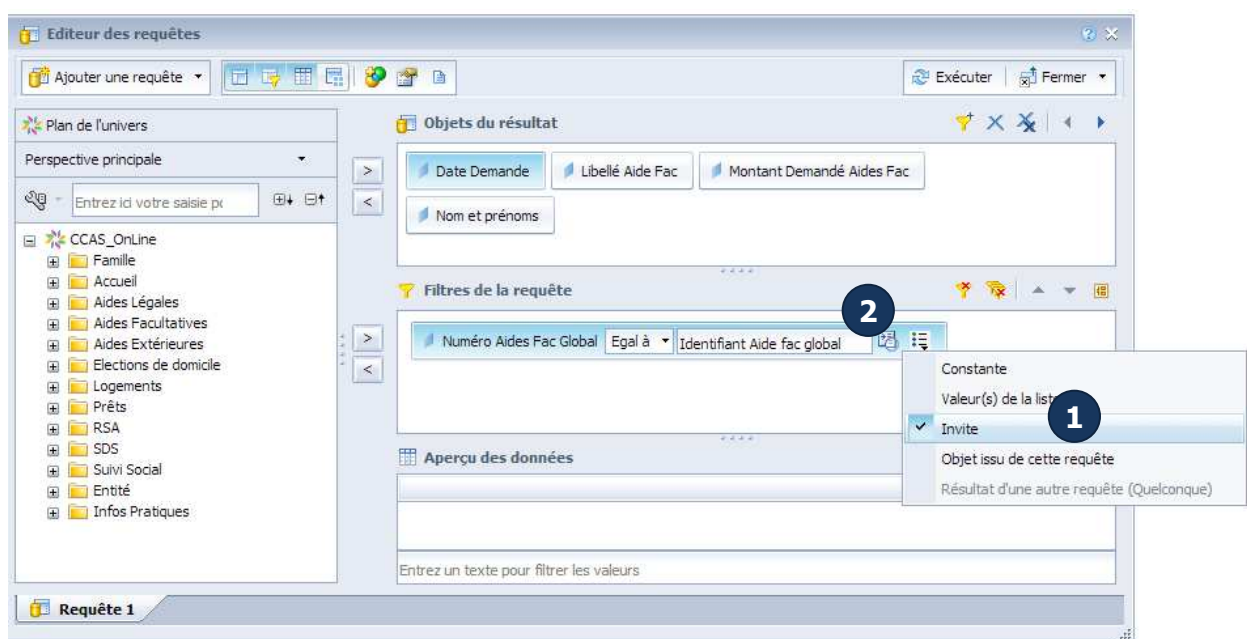 Editeur des requêtes
Ajouter une requête
Exécuter
Fermer
Plan de l'univers
Perspective principale
Entrez ici votre saisie
CCAS_OnLine
Famille
Accueil
Aides Légales
Aides Facultatives
Aides Extérieures
Elections de domicile
Logements
Prêts
RSA
SDS
Suivi Social
Entité
Infos Pratiques
>
<
Objets du résultat
Date Demande
Libellé Aide Fac
Montant Demandé Aides Fac
Nom et prénoms
Filtres de la requête
>
<
2
Numéro Aides Fac Global Egal à Identifiant Aide fac global
Constante
Valeur(s) de la
1
Invite
Objet issu de cette requête
Résultat d'une autre requête (Quelconque)
Aperçu des données
Entrez un texte pour filtrer les valeurs
Requête 1